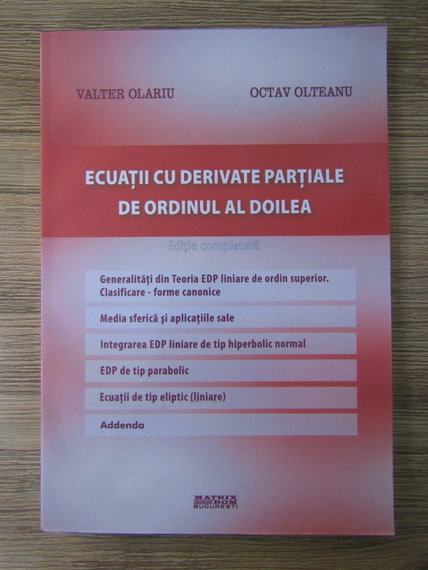 VALTER OLARIU
OCTAV OLTEANU
ECUAȚII CU DERIVATE PARȚIALE
DE ORDINUL AL DOILEA
Ediție completată
Generalități din Teoria EDP liniare de ordin superior.
Clasificare - forme canonice
Media sferică și aplicațiile sale
Integrarea EDP liniare de tip hiperbolic normal
EDP de tip parabolic
Ecuații de tip eliptic (liniare)
Addenda
MATRIX
ROM
BUCUREȘTI